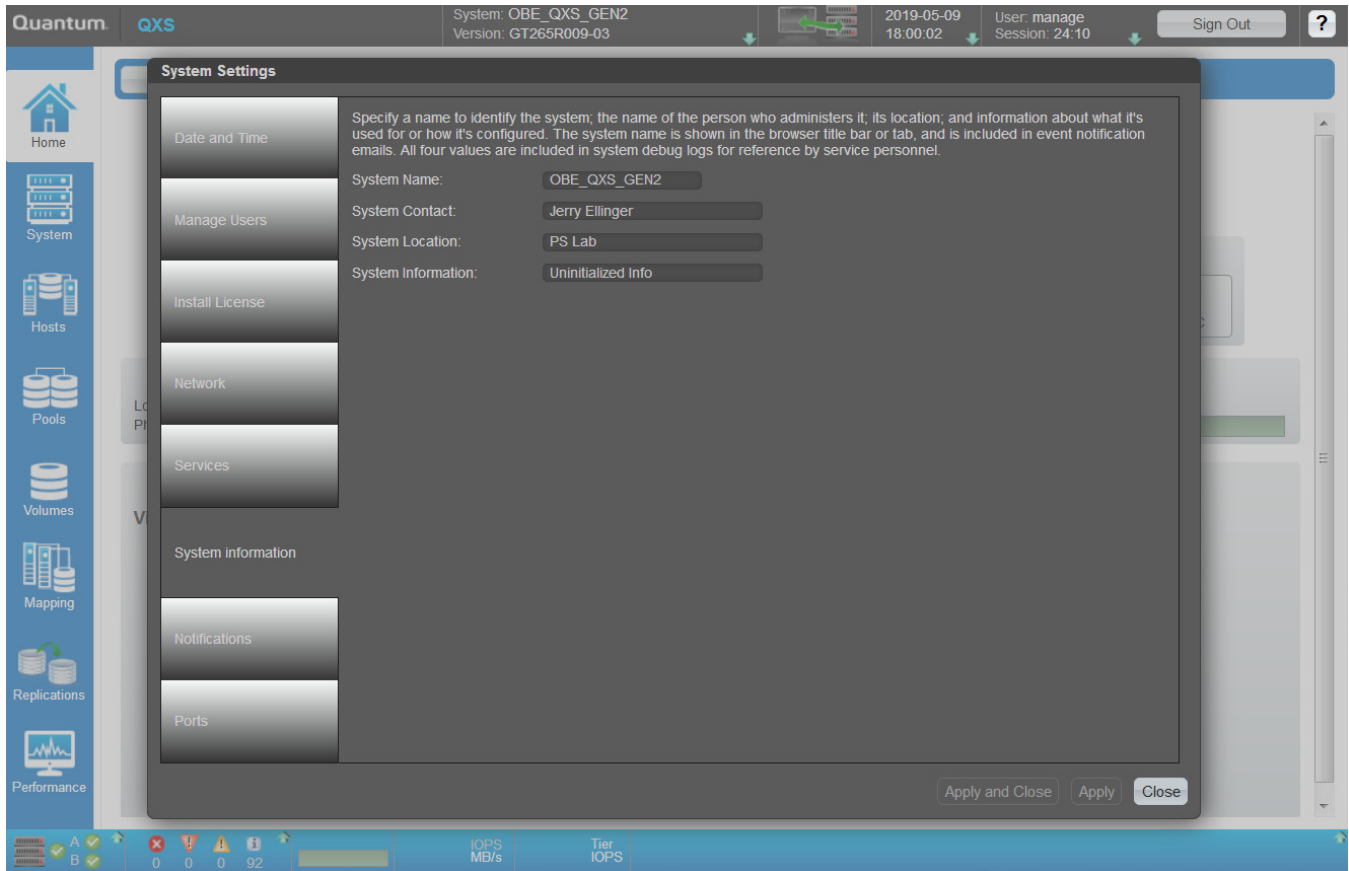 Quantum.
QXS
System: OBE_QXS_GEN2
Version: GT265R009-03
2019-05-09
18:00:02
User: manage
Session: 24:10
Sign Out
?
System Settings
Home
System
Hosts
Pools
Volumes
Mapping
Replications
Performance
Date and Time
Manage Users
Install License
Network
Services
System information
Notifications
Ports
Specify a name to identify the system; the name of the person who administers it; its location; and information about what it's
used for or how it's configured. The system name is shown in the browser title bar or tab, and is included in event notification
emails. All four values are included in system debug logs for reference by service personnel.
System Name: OBE_QXS_GEN2
System Contact: Jerry Ellinger
System Location: PS Lab
System Information: Uninitialized Info
Apply and Close
Apply
Close
A
B
0 0 0 92
IOPS
MB/s
Tier
IOPS